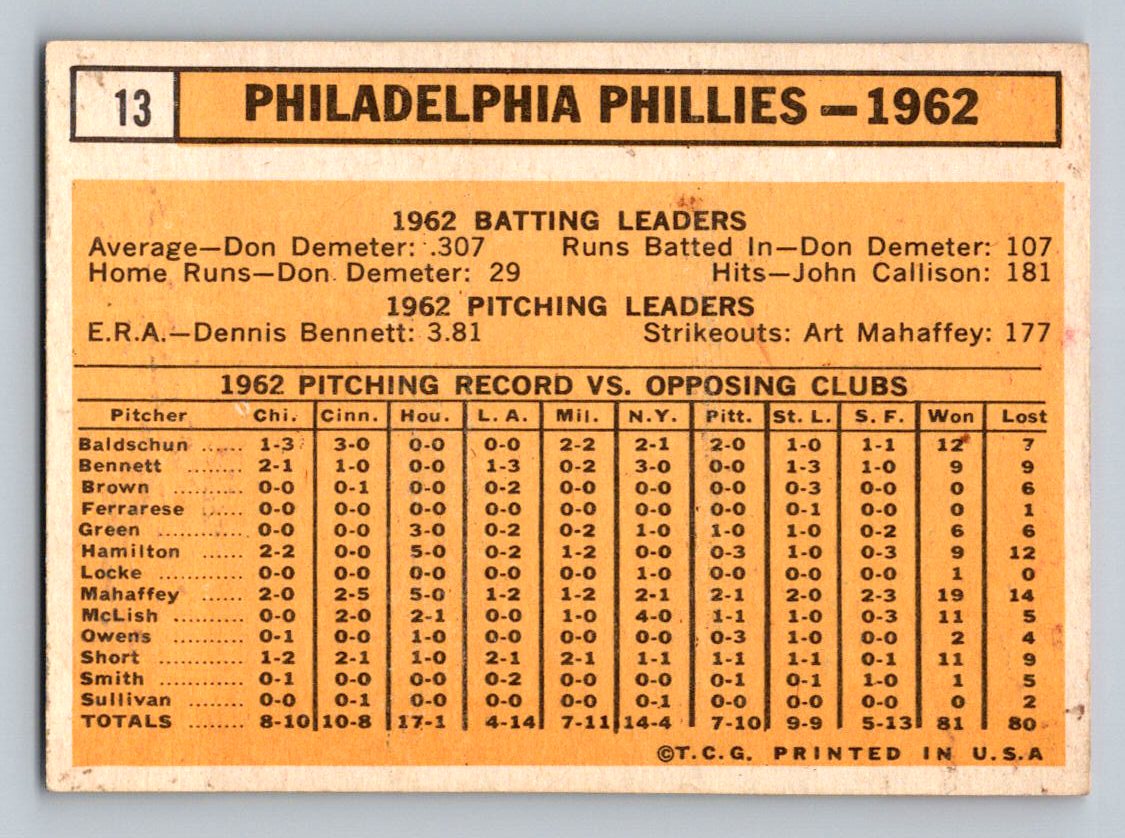 13 PHILADELPHIA PHILLIES — 1962
1962 BATTING LEADERS
Average—Don Demeter: .307 Runs Batted In—Don Demeter: 107
Home Runs—Don Demeter: 29 Hits—John Callison: 181
1962 PITCHING LEADERS
E.R.A.—Dennis Bennett: 3.81 Strikeouts: Art Mahaffey: 177
1962 PITCHING RECORD VS. OPPOSING CLUBS
Pitcher Chi. Cinn. Hou. L. A. Mil. N.Y. Pitt. St. L. S. F. Won Lost
Baldschun ...... 1-3 3-0 0-0 0-0 2-2 2-1 2-0 1-0 1-1 12 7
Bennett ........ 2-1 1-0 0-0 1-3 0-2 3-0 0-0 1-3 1-0 9 9
Brown .......... 0-0 0-1 0-0 0-2 0-0 0-0 0-0 0-3 0-0 0 6
Ferrarese ...... 0-0 0-0 0-0 0-0 0-0 0-0 0-0 0-1 0-0 0 1
Green ............. 0-0 0-0 3-0 0-2 0-2 1-0 1-0 1-0 0-2 6 6
Hamilton ...... 2-2 0-0 5-0 0-2 1-2 0-0 0-3 1-0 0-3 9 12
Locke ............ 0-0 0-0 0-0 0-0 0-0 1-0 0-0 0-0 0-0 1 0
Mahaffey ...... 2-0 2-5 5-0 1-2 1-2 2-1 2-1 2-0 2-3 19 14
McLish .......... 0-0 2-0 2-1 0-0 1-0 4-0 1-1 1-0 0-3 11 5
Owens ............ 0-1 0-0 1-0 0-0 0-0 0-0 0-3 1-0 0-0 2 4
Short ............ 1-2 2-1 1-0 2-1 2-1 1-1 1-1 1-1 0-1 11 9
Smith ............ 0-1 0-0 0-0 0-2 0-0 0-0 0-1 0-1 1-0 1 5
Sullivan ........ 0-0 0-1 0-0 0-0 0-0 0-1 0-0 0-0 0-0 0 2
TOTALS ........ 8-10 10-8 17-1 4-14 7-11 14-4 7-10 9-9 5-13 81 80
©T.C.G. PRINTED IN U.S.A